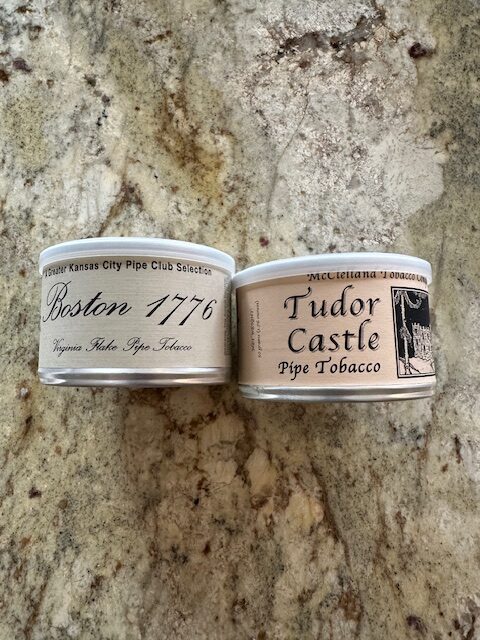 A Greater Kansas City Pipe Club Selection
Boston 1776
Virginia Flake Pipe Tobacco
McClelland Tobacco
Tudor
Castle
Pipe Tobacco